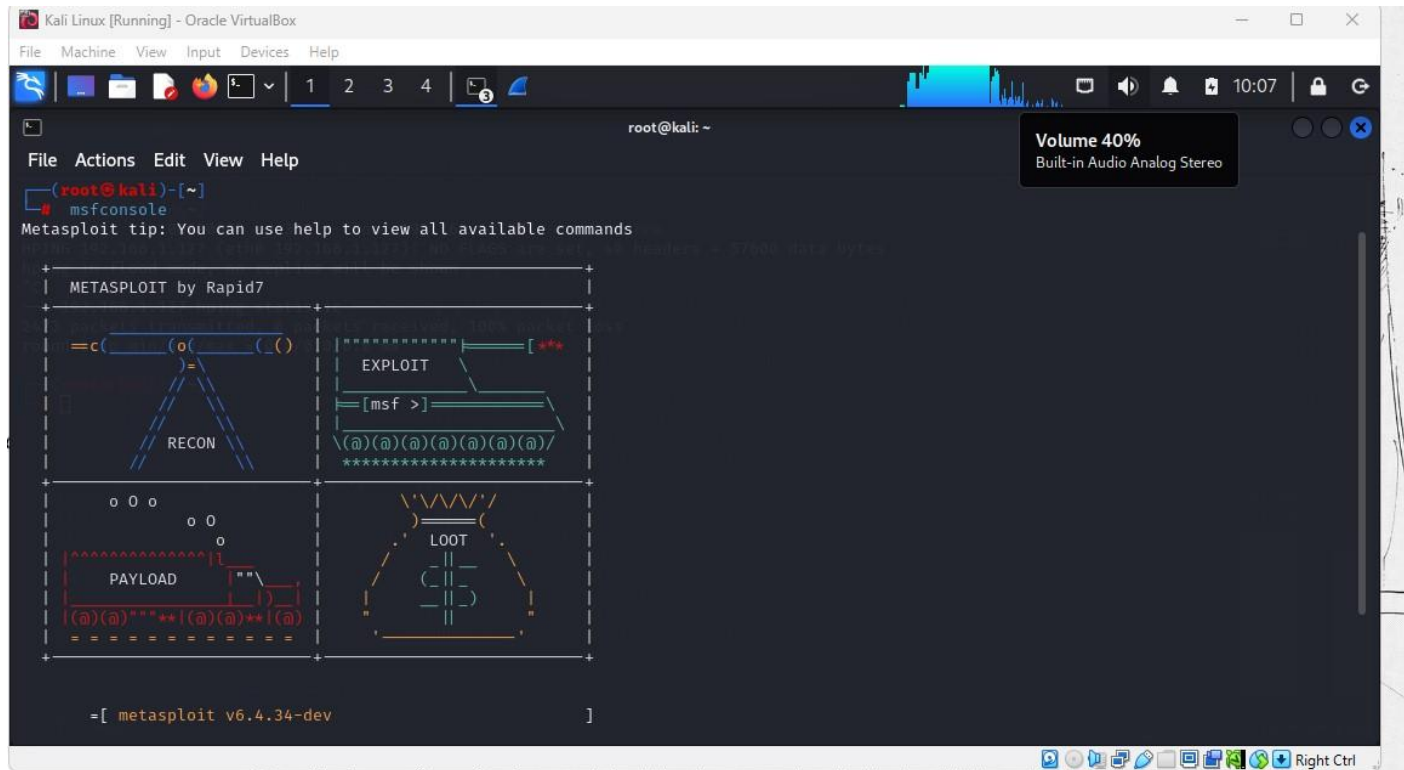 Kali Linux [Running] - Oracle VirtualBox
File Machine View Input Devices Help
1 2 3 4 3 10:07
root@kali: ~
Volume 40%
Built-in Audio Analog Stereo
File Actions Edit View Help
(root㉿kali)-[~]
# msfconsole
Metasploit tip: You can use help to view all available commands
METASPLOIT by Rapid7
EXPLOIT
[msf >]
RECON
LOOT
PAYLOAD
=[ metasploit v6.4.34-dev ]
Right Ctrl